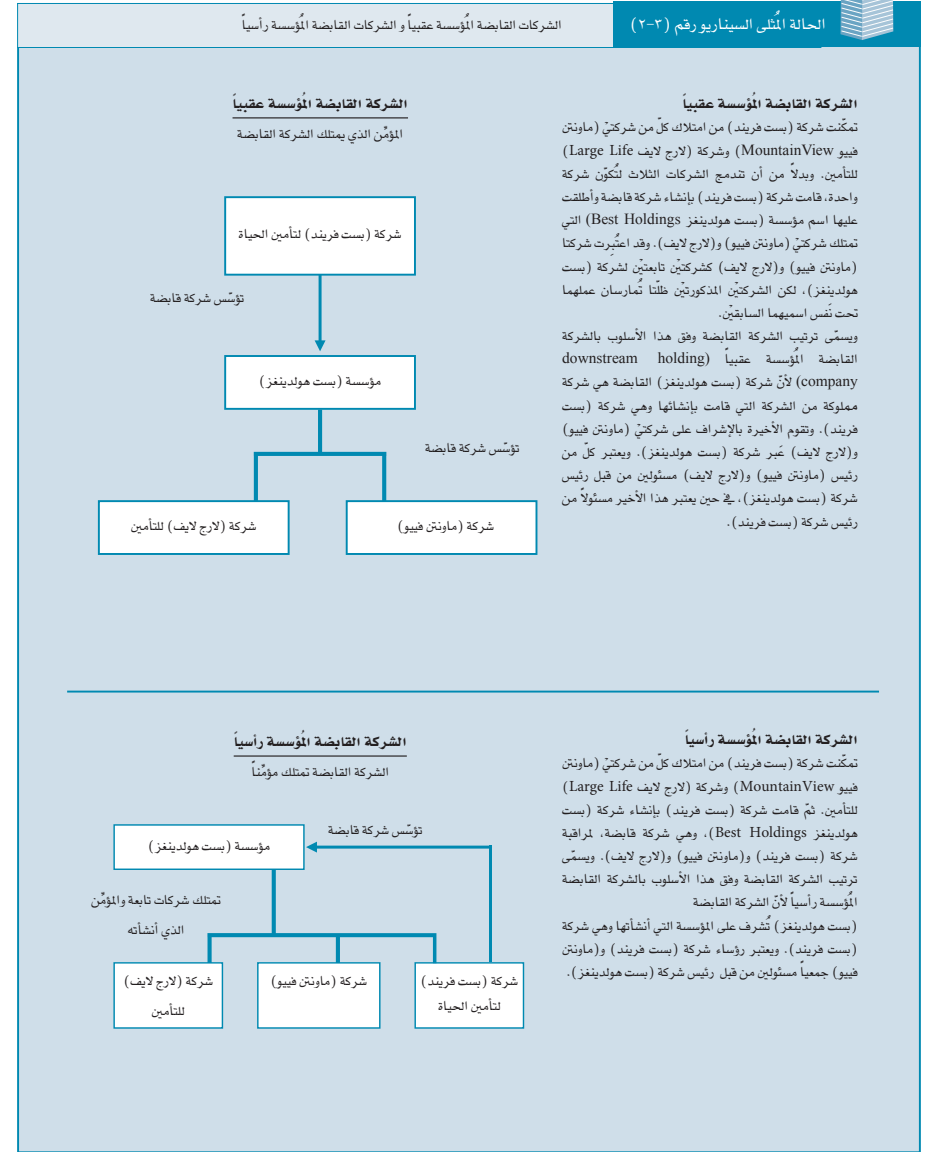 الحالة المُثلى السيناريو رقم (٣-٢)
الشركات القابضة المُؤسسة عقبياً و الشركات القابضة المُؤسسة رأسياً
الشركة القابضة المُؤسسة عقبياً
تمكّنت شركة (بست فريند) من امتلاك كلّ من شركتيّ (ماونتن
فييو MountainView) وشركة (لارج لايف Large Life)
للتأمين. وبدلاً من أن تندمج الشركات الثلاث لتُكوّن شركة
واحدة، قامت شركة (بست فريند) بإنشاء شركة قابضة وأطلقت
عليها اسم مؤسسة (بست هولدينغز Best Holdings) التي
تمتلك شركتيّ (ماونتن فييو) و(لارج لايف). وقد اعتُبِرت شركتا
(ماونتن فييو) و(لارج لايف) كشركتيْن تابعتيْن لشركة (بست
هولدينغز)، لكن الشركتيْن المذكورتيْن ظلّتا تُمارسان عملهما
تحت نَفس اسميهما السابقيْن.
ويسمّى ترتيب الشركة القابضة وفق هذا الأسلوب بالشركة
القابضة المُؤسسة عقبياً (downstream holding
company) لأنّ شركة (بست هولدينغز) القابضة هي شركة
مملوكة من الشركة التي قامت بإنشائها وهي شركة (بست
فريند). وتقوم الأخيرة بالإشراف على شركتيّ (ماونتن فييو)
و(لارج لايف) عَبر شركة (بست هولدينغز). ويعتبر كلّ من
رئيس (ماونتن فييو) و(لارج لايف) مسئولين من قبل رئيس
شركة (بست هولدينغز)، في حين يعتبر هذا الأخير مسئولاً من
رئيس شركة (بست فريند).
الشركة القابضة المُؤسسة عقبياً
المؤمِّن الذي يمتلك الشركة القابضة
شركة (بست فريند) لتأمين الحياة
تؤسّس شركة قابضة
مؤسسة (بست هولدينغز)
تؤسّس شركة قابضة
شركة (ماونتن فييو)
شركة (لارج لايف) للتأمين
الشركة القابضة المُؤسسة رأسياً
تمكّنت شركة (بست فريند) من امتلاك كلّ من شركتيّ (ماونتن
فييو MountainView) وشركة (لارج لايف Large Life)
للتأمين. ثمّ قامت شركة (بست فريند) بإنشاء شركة (بست
هولدينغز Best Holdings)، وهي شركة قابضة، لمراقبة
شركة (بست فريند) و(ماونتن فييو) و(لارج لايف). ويسمّى
ترتيب الشركة القابضة وفق هذا الأسلوب بالشركة القابضة
المُؤسسة رأسياً لأنّ الشركة القابضة
(بست هولدينغز) تُشرف على المؤسسة التي أنشأتها وهي شركة
(بست فريند). ويعتبر رؤساء شركة (بست فريند) و(ماونتن
فييو) جمعياً مسئولين من قبل رئيس شركة (بست هولدينغز).
الشركة القابضة المُؤسسة رأسياً
الشركة القابضة تمتلك مؤمِّناً
تؤسّس شركة قابضة
مؤسسة (بست هولدينغز)
تمتلك شركات تابعة والمؤمِّن
الذي أنشأته
شركة (بست فريند)
لتأمين الحياة
شركة (ماونتن فييو)
شركة (لارج لايف)
للتأمين